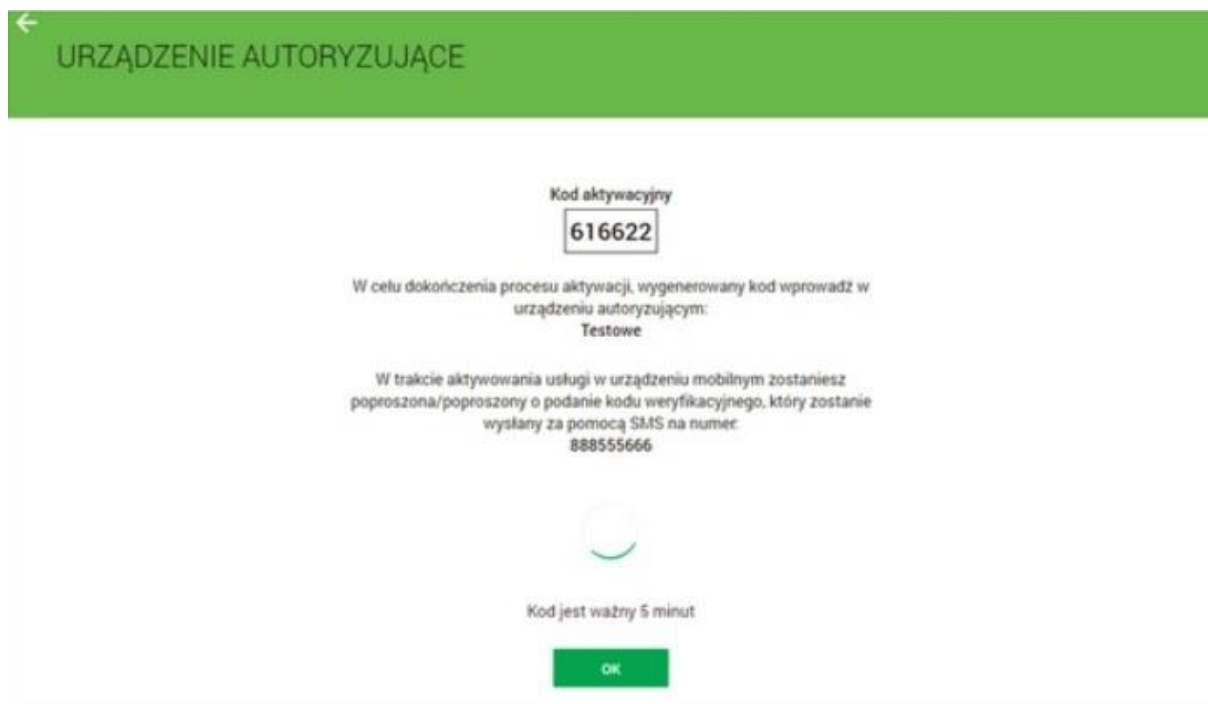 URZĄDZENIE AUTORYZUJĄCE
Kod aktywacyjny
616622
W celu dokończenia procesu aktywacji, wygenerowany kod wprowadź w
urządzeniu autoryzującym:
Testowe
W trakcie aktywowania usługi w urządzeniu mobilnym zostaniesz
poproszona/poproszony o podanie kodu weryfikacyjnego, który zostanie
wysłany za pomocą SMS na numer:
888555666
Kod jest ważny 5 minut
OK